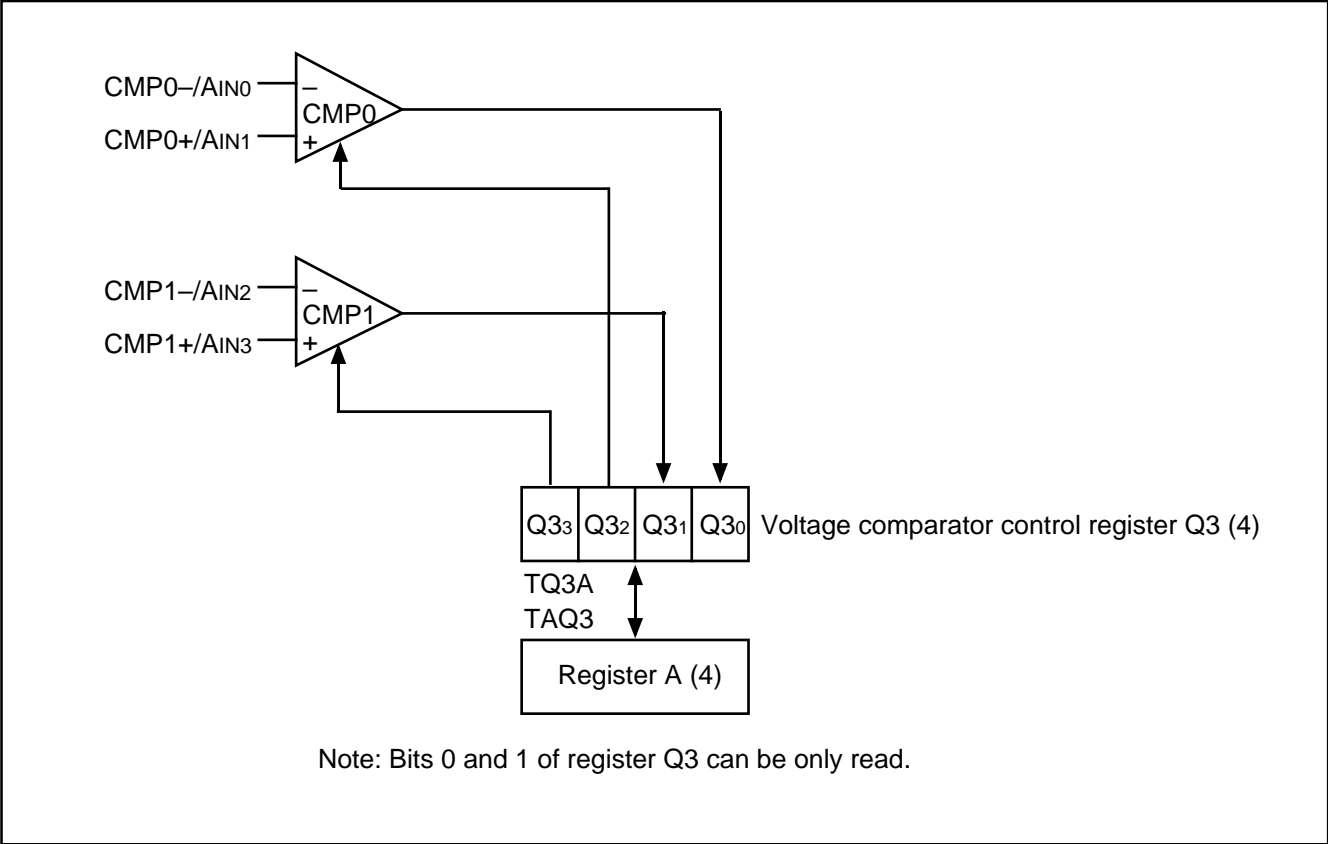 CMP0–/AIN0
–
CMP0
CMP0+/AIN1
+
CMP1–/AIN2
–
CMP1
CMP1+/AIN3
+
Q33 Q32 Q31 Q30 Voltage comparator control register Q3 (4)
TQ3A
TAQ3
Register A (4)
Note: Bits 0 and 1 of register Q3 can be only read.